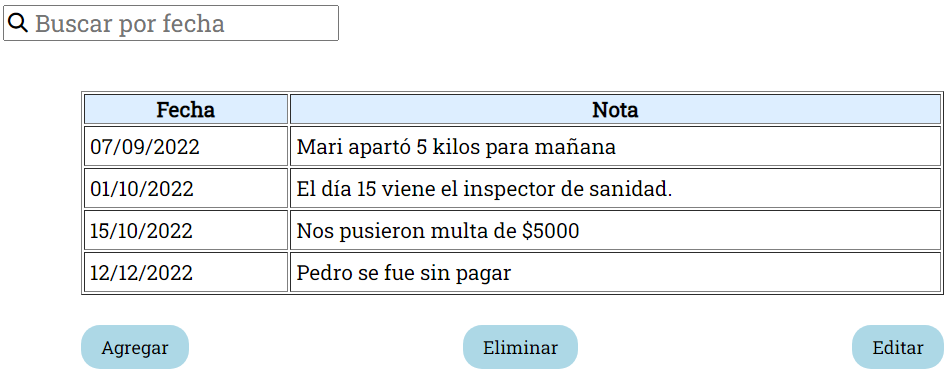 Buscar por fecha
Fecha Nota
07/09/2022 Mari apartó 5 kilos para mañana
01/10/2022 El día 15 viene el inspector de sanidad.
15/10/2022 Nos pusieron multa de $5000
12/12/2022 Pedro se fue sin pagar
Agregar Eliminar Editar